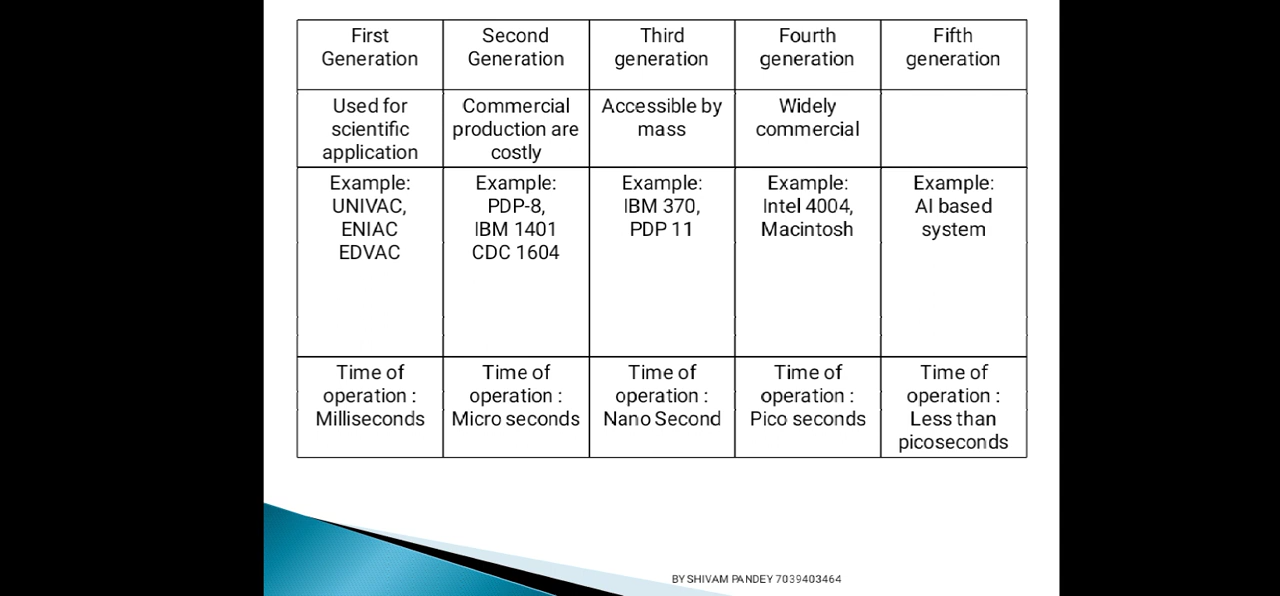 First
Generation
Second
Generation
Third
generation
Fourth
generation
Fifth
generation
Used for
scientific
application
Commercial
production are
costly
Accessible by
mass
Widely
commercial
Example:
UNIVAC,
ENIAC
EDVAC
Example:
PDP-8,
IBM 1401
CDC 1604
Example:
IBM 370,
PDP 11
Example:
Intel 4004,
Macintosh
Example:
AI based
system
Time of
operation :
Milliseconds
Time of
operation :
Micro seconds
Time of
operation :
Nano Second
Time of
operation :
Pico seconds
Time of
operation :
Less than
picoseconds
BY SHIVAM PANDEY 7039403464